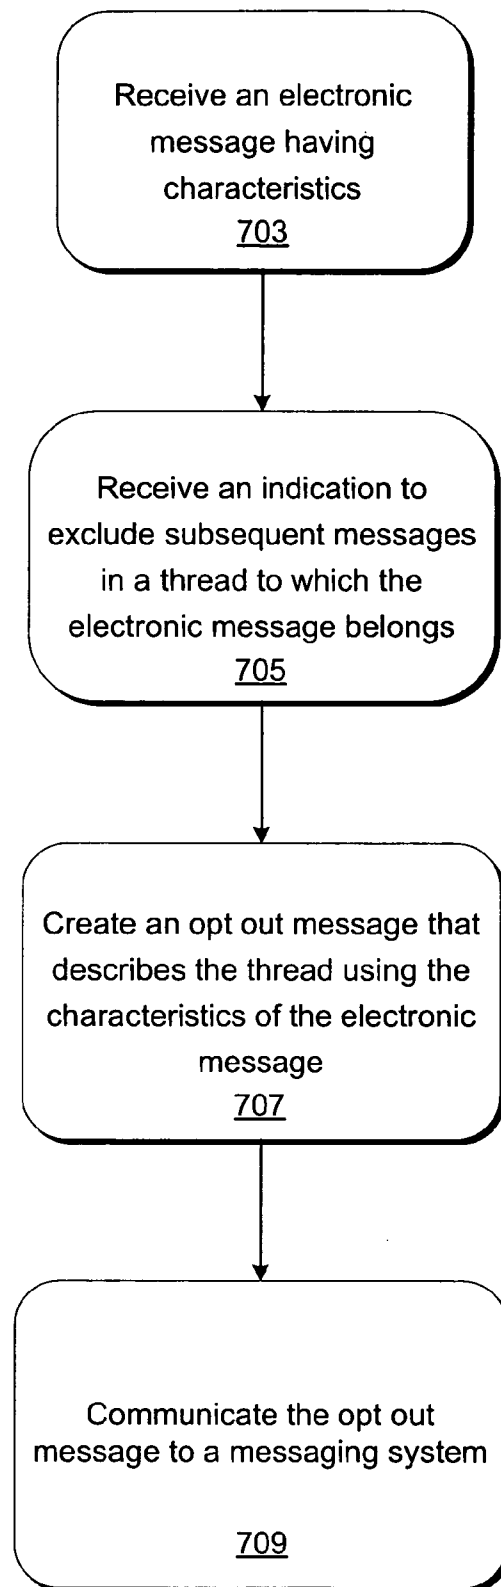 Receive an electronic
message having
characteristics
703
Receive an indication to
exclude subsequent messages
in a thread to which the
electronic message belongs
705
Create an opt out message that
describes the thread using the
characteristics of the electronic
message
707
Communicate the opt out
message to a messaging system
709